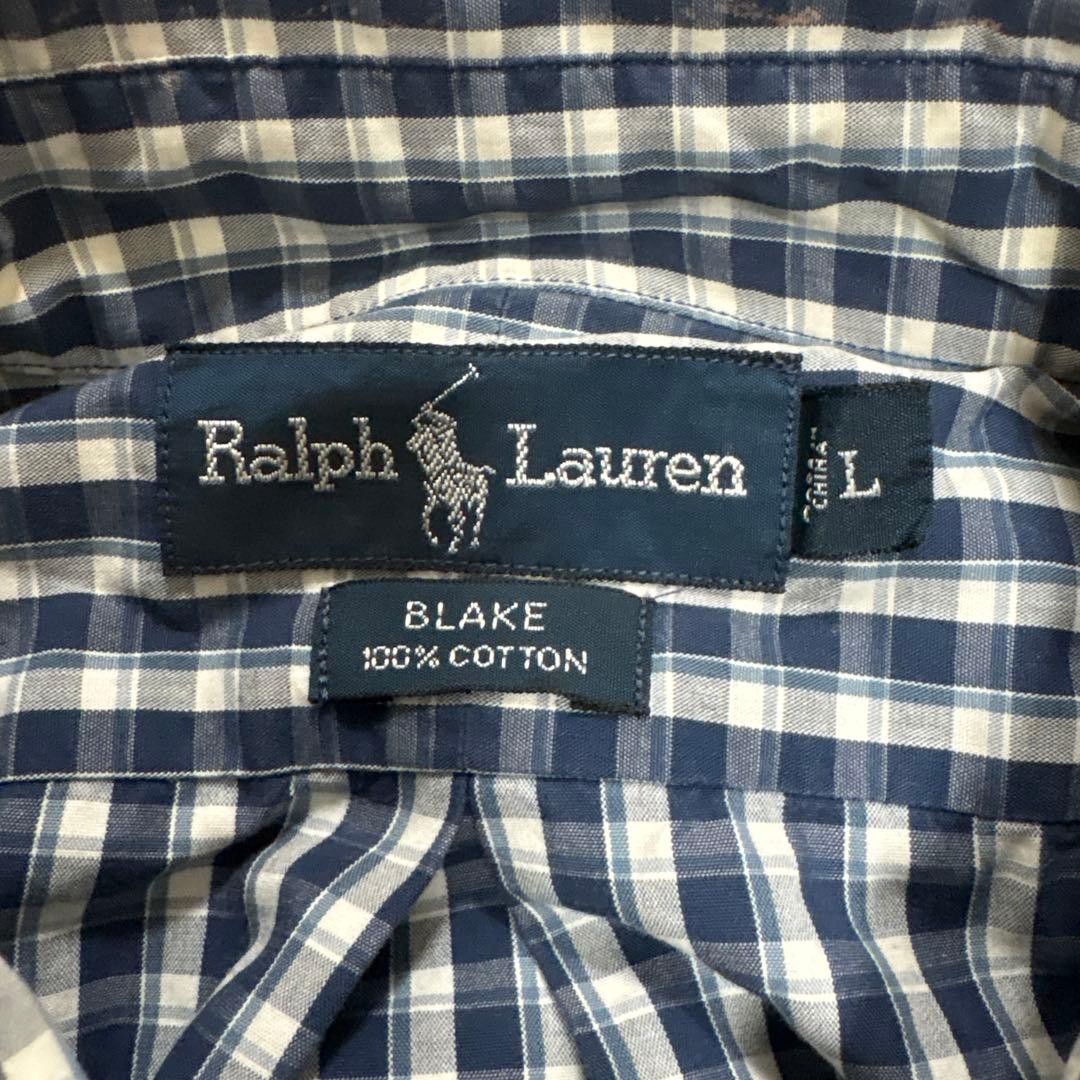 Ralph Lauren
CHINA
L
BLAKE
100% COTTON